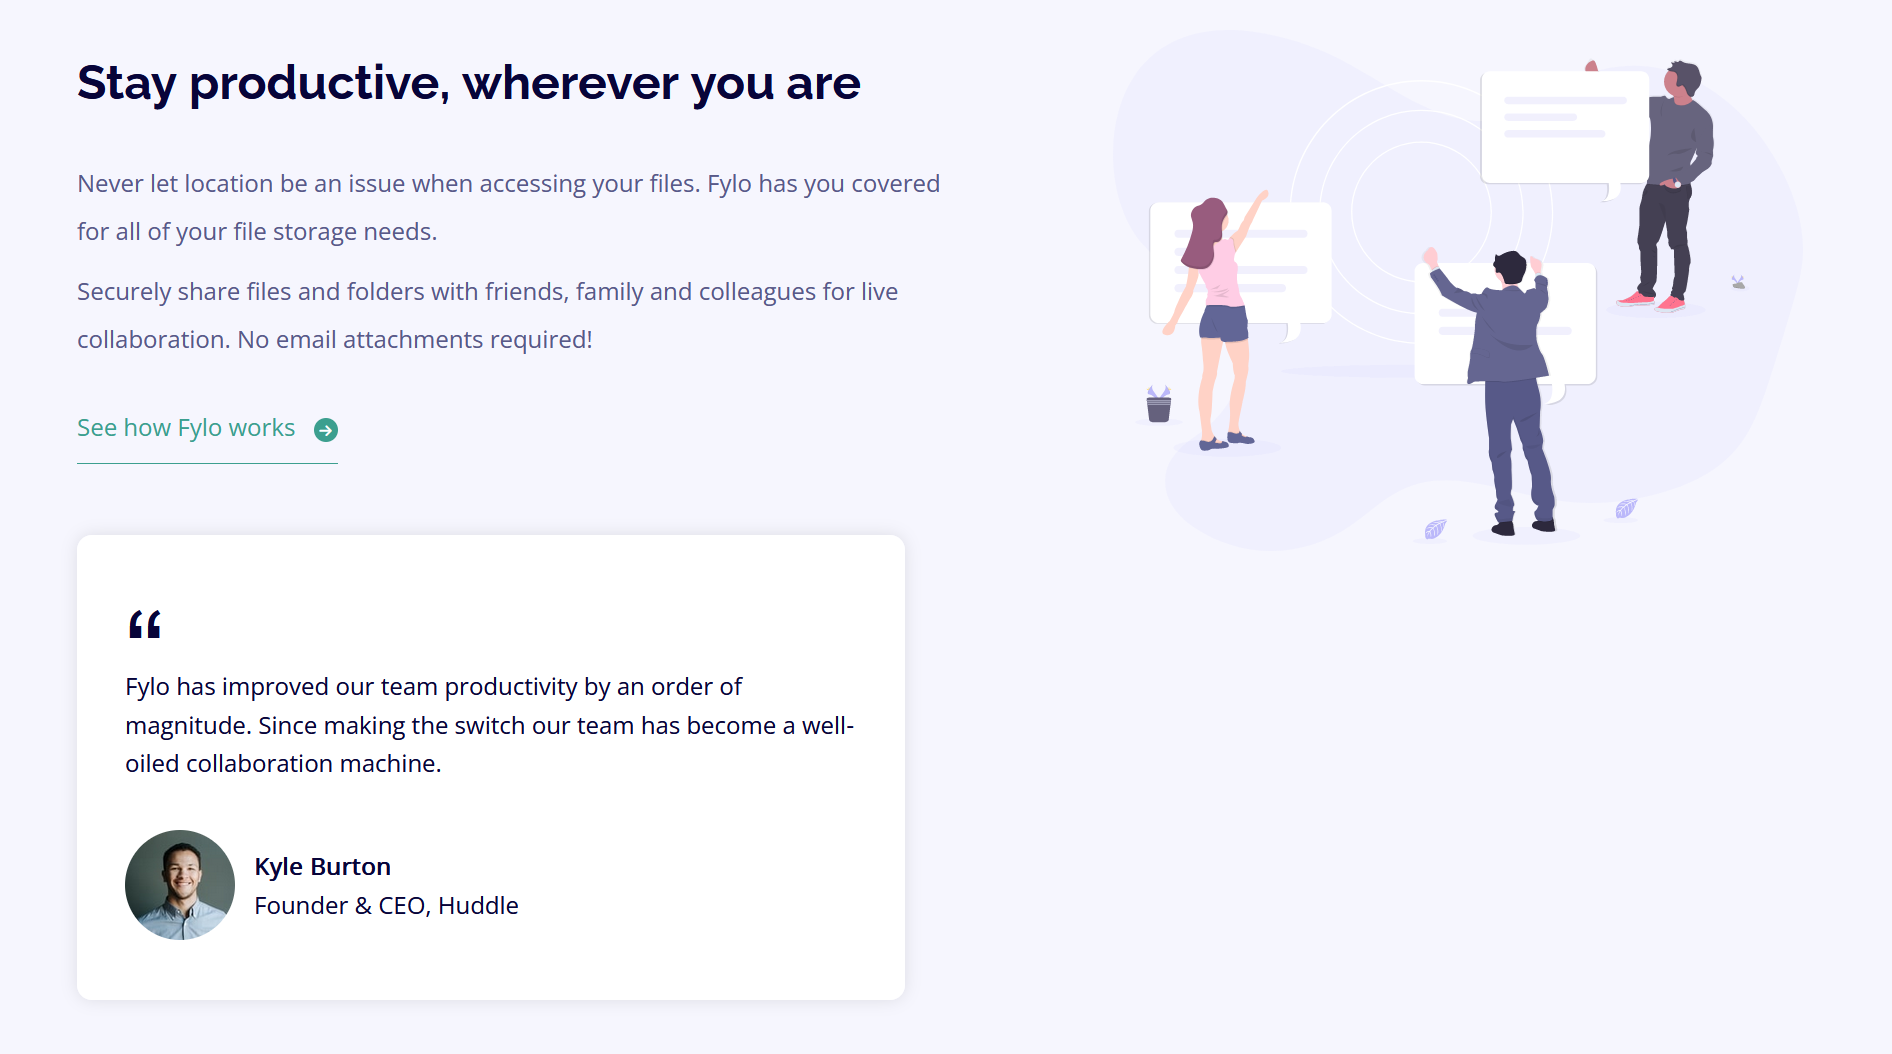 Stay productive, wherever you are
Never let location be an issue when accessing your files. Fylo has you covered
for all of your file storage needs.
Securely share files and folders with friends, family and colleagues for live
collaboration. No email attachments required!
See how Fylo works
“
Fylo has improved our team productivity by an order of
magnitude. Since making the switch our team has become a well-
oiled collaboration machine.
Kyle Burton
Founder & CEO, Huddle